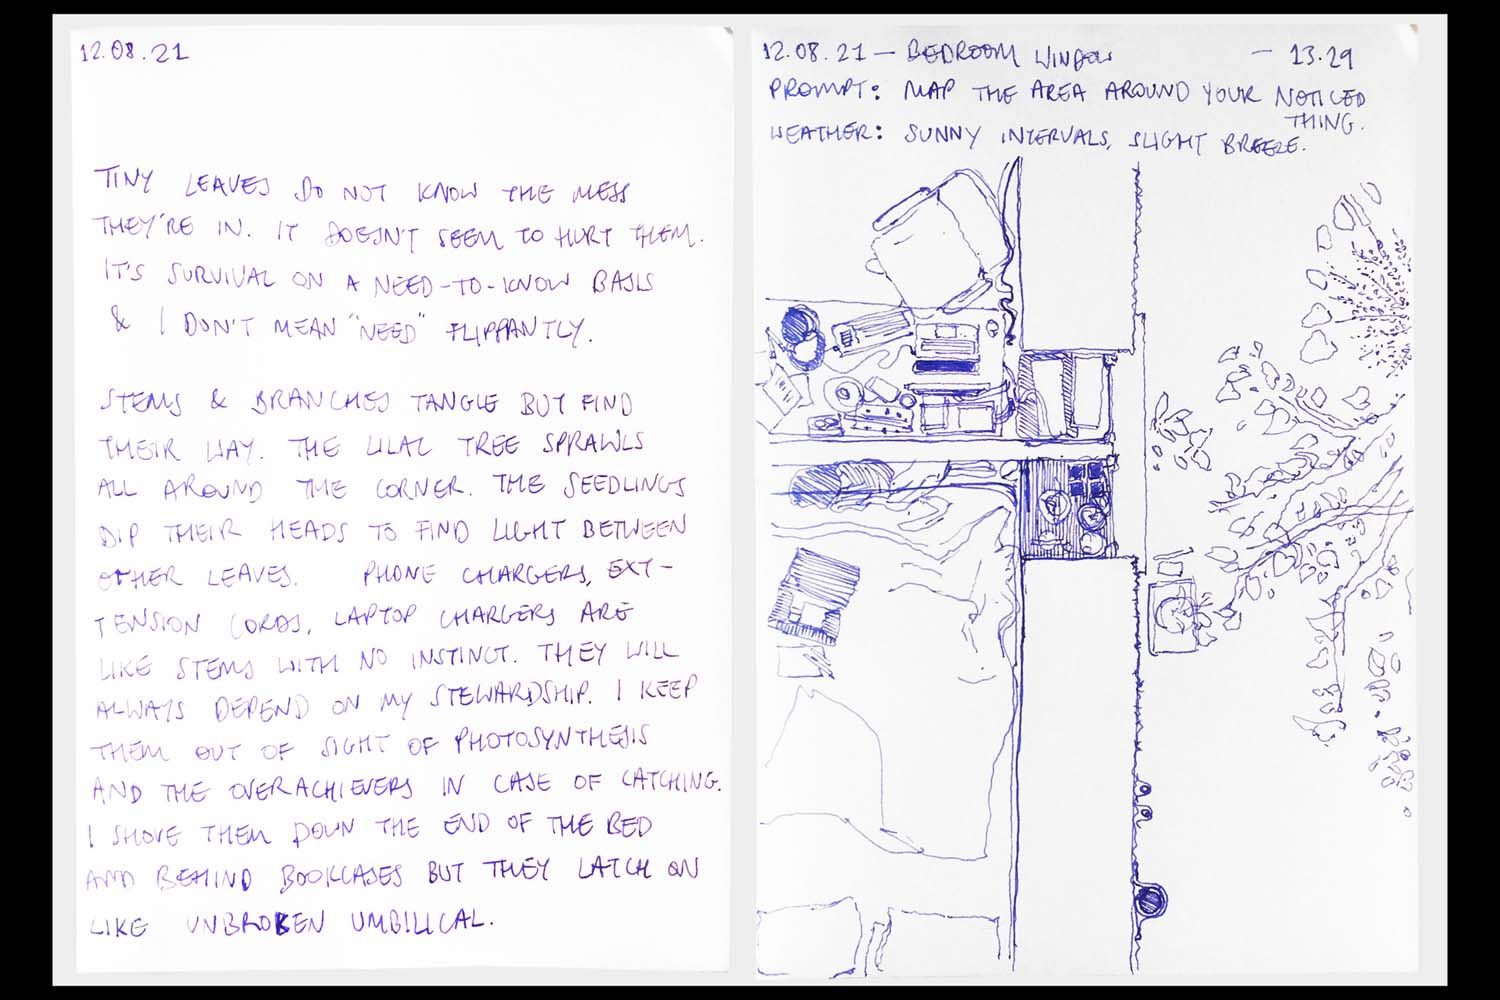 12.08.21
TINY LEAVES DO NOT KNOW THE MESS
THEY'RE IN. IT DOESN'T SEEM TO HURT THEM.
IT'S SURVIVAL ON A NEED-TO-KNOW BASIS
& I DON'T MEAN "NEED" FLIPPANTLY.
STEMS & BRANCHES TANGLE BUT FIND
THEIR WAY. THE LILAC TREE SPRAWLS
ALL AROUND THE CORNER. THE SEEDLINGS
DIP THEIR HEADS TO FIND LIGHT BETWEEN
OTHER LEAVES. PHONE CHARGERS, EXT-
TENSION CORDS, LAPTOP CHARGERS ARE
LIKE STEMS WITH NO INSTINCT. THEY WILL
ALWAYS DEPEND ON MY STEWARDSHIP. I KEEP
THEM OUT OF SIGHT OF PHOTOSYNTHESIS
AND THE OVERACHIEVERS IN CASE OF CATCHING.
I SHOVE THEM DOWN THE END OF THE BED
AND BEHIND BOOKCASES BUT THEY LATCH ON
LIKE UNBROKEN UMBILICAL.
12.08.21 — BEDROOM WINDOW — 13.29
PROMPT: MAP THE AREA AROUND YOUR NOTICED
THING.
WEATHER: SUNNY INTERVALS, SLIGHT BREEZE.